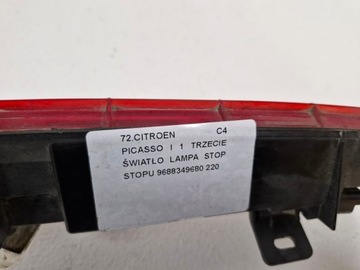 72.CITROEN C4
PICASSO I 1 TRZECIE
ŚWIATŁO LAMPA STOP
STOPU 9688349680 220